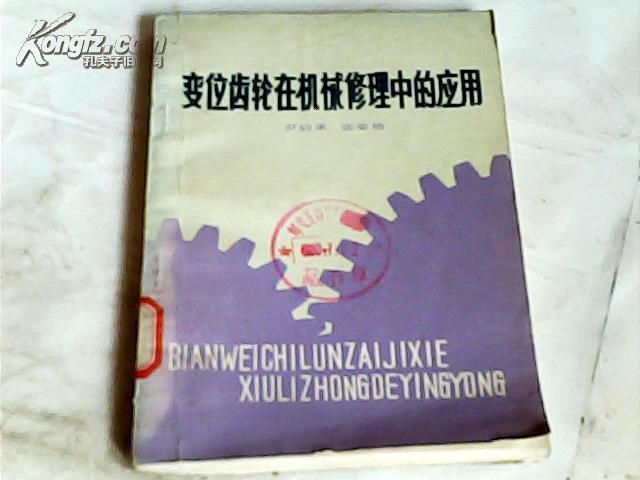 Kongfz.com
孔夫子旧书网
变位齿轮在机械修理中的应用
BIANWEICHILUNZAIJIXIE
XIULIZHONGDEYINGYONG